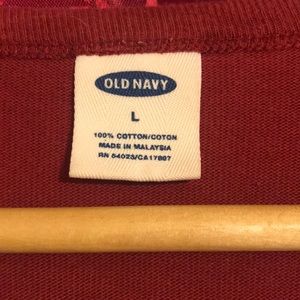 OLD NAVY
L
100% COTTON/COTON
MADE IN MALAYSIA
RN 54023/CA17897